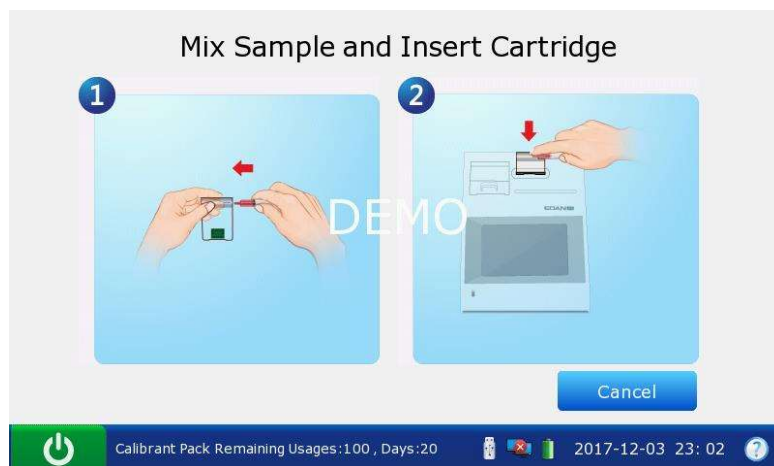 Mix Sample and Insert Cartridge
1
2
DEMO
EDAN
Cancel
Calibrant Pack Remaining Usages:100 , Days:20
2017-12-03 23: 02
?